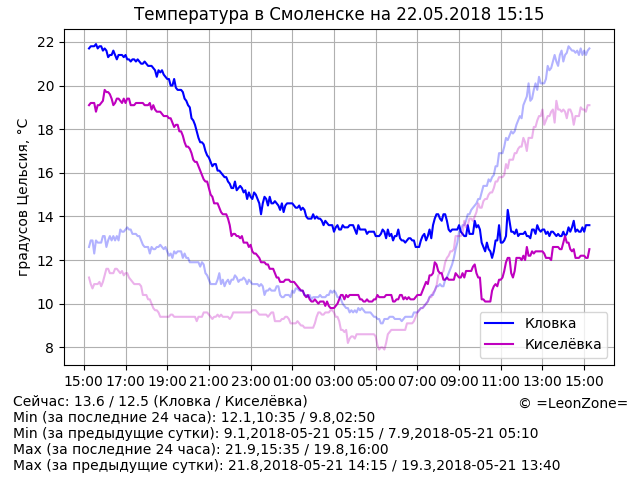 Температура в Смоленске на 22.05.2018 15:15
градусов Цельсия, °C
22
20
18
16
14
12
10
8
15:00 17:00 19:00 21:00 23:00 01:00 03:00 05:00 07:00 09:00 11:00 13:00 15:00
Кловка
Киселёвка
Сейчас: 13.6 / 12.5 (Кловка / Киселёвка)
© =LeonZone=
Min (за последние 24 часа): 12.1,10:35 / 9.8,02:50
Min (за предыдущие сутки): 9.1,2018-05-21 05:15 / 7.9,2018-05-21 05:10
Max (за последние 24 часа): 21.9,15:35 / 19.8,16:00
Max (за предыдущие сутки): 21.8,2018-05-21 14:15 / 19.3,2018-05-21 13:40